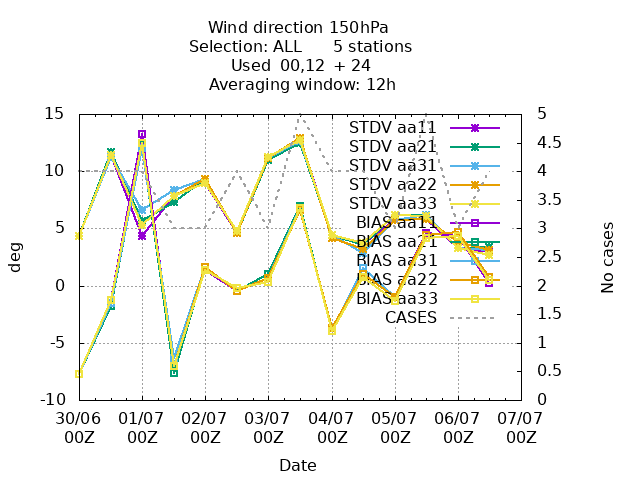 Wind direction 150hPa
Selection: ALL 5 stations
Used 00,12 + 24
Averaging window: 12h
15
10
5
0
-5
-10
deg
5
4.5
4
3.5
3
2.5
2
1.5
1
0.5
0
No cases
STDV aa11
STDV aa21
STDV aa31
STDV aa22
STDV aa33
BIAS aa11
BIAS aa21
BIAS aa31
BIAS aa22
BIAS aa33
CASES
30/06 01/07 02/07 03/07 04/07 05/07 06/07 07/07
00Z 00Z 00Z 00Z 00Z 00Z 00Z 00Z
Date